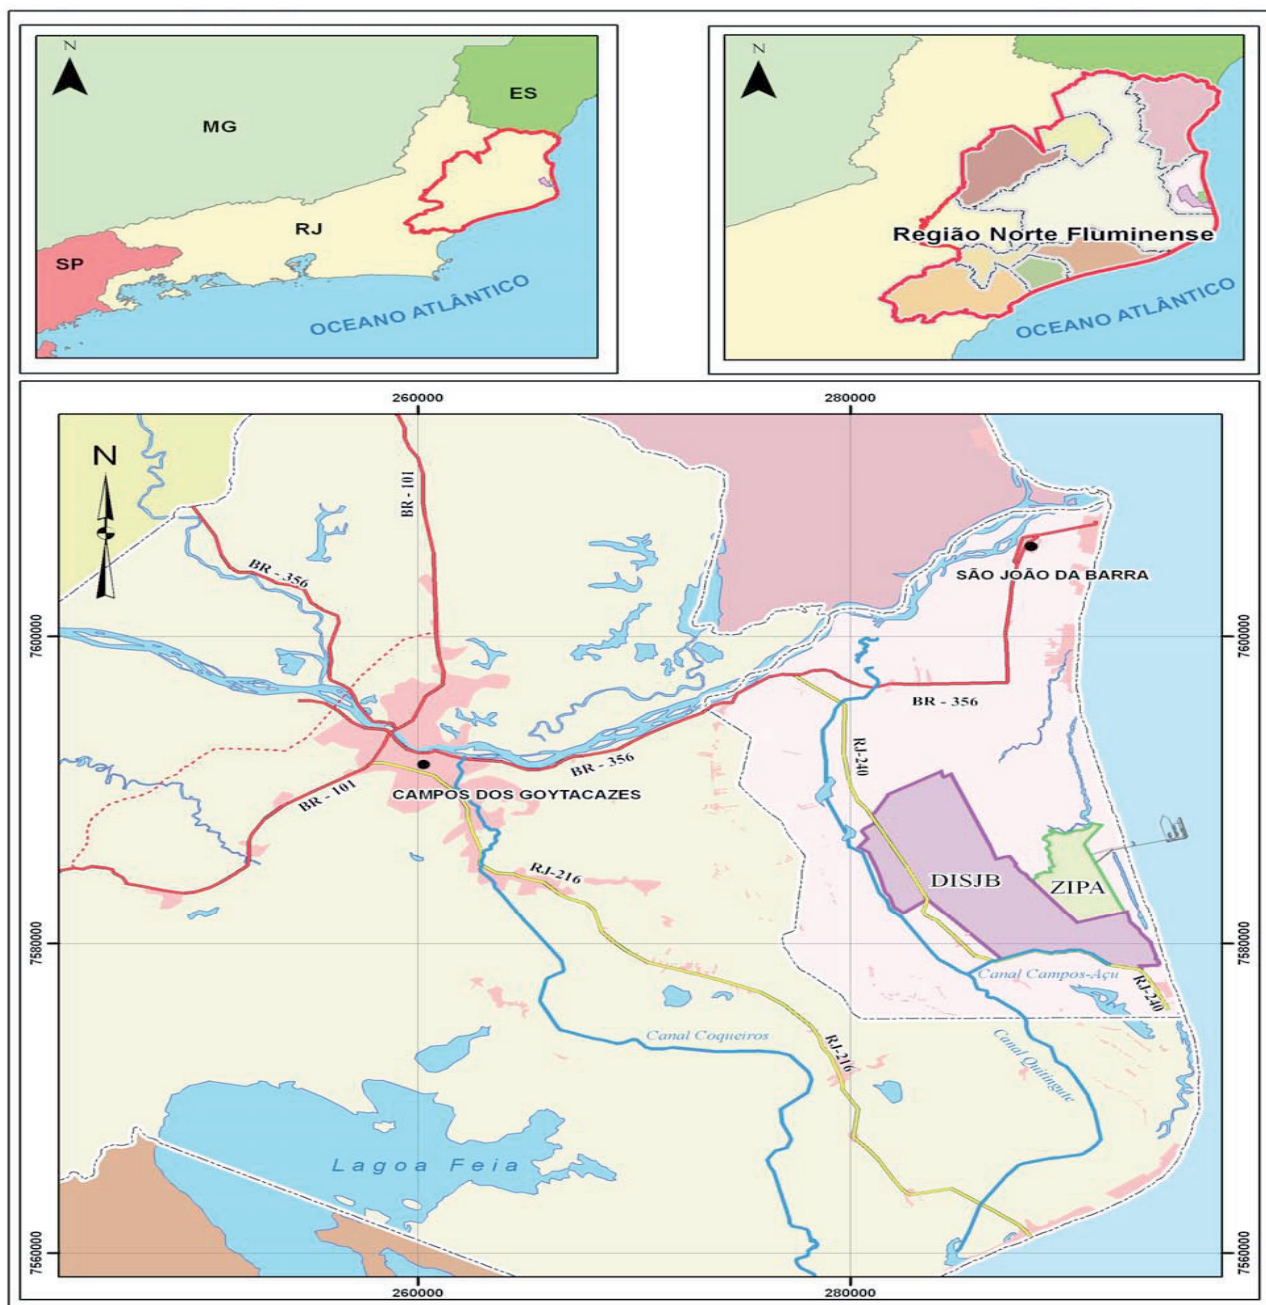 N
MG
ES
RJ
SP
OCEANO ATLÂNTICO
N
Região Norte Fluminense
OCEANO ATLÂNTICO
260000
280000
N
BR - 101
BR - 356
SÃO JOÃO DA BARRA
7600000
7600000
BR - 356
RJ-240
BR - 356
BR - 101
CAMPOS DOS GOYTACAZES
RJ-216
DISJB
ZIPA
7580000
7580000
Canal Campos-Açu
RJ-240
Canal Coqueiros
RJ-216
Canal Quitingute
Lagoa Feia
7560000
7560000
260000
280000